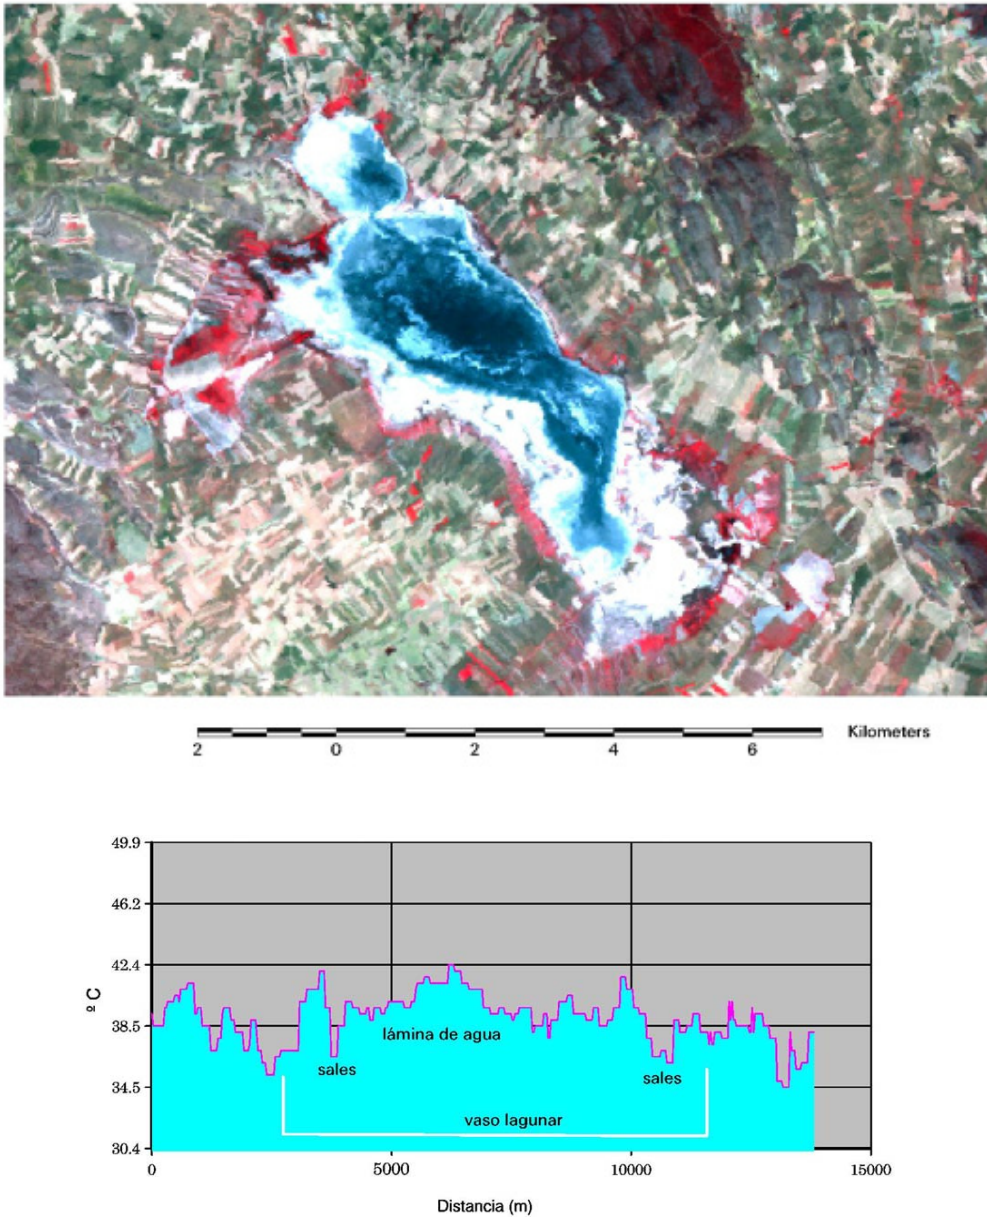 Kilometers
2 0 2 4 6
49.9
46.2
42.4
38.5
34.5
30.4
º C
lámina de agua
sales
sales
vaso lagunar
0 5000 10000 15000
Distancia (m)